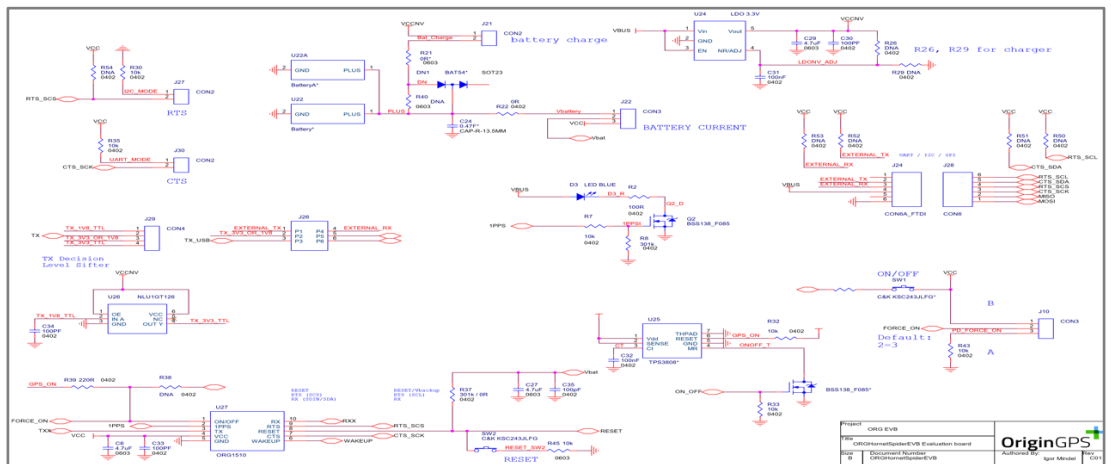 J21
CON2
battery charge
VCCNV
Bat_Charge
R21
0R*
0603
U22A
GND PLUS
BatteryA*
U22
GND PLUS
Battery*
DN1 BAT54* SOT23
DN
R40
0603
DNA
PLUS
C24
0.47F*
CAP-R-13.5MM
0R
R22 0402
Vbattery
VCC
Vbat
J22
CON3
BATTERY CURRENT
VCC
R54
DNA
0402
R30
10k
0402
J27
CON2
I2C_MODE
RTS_SCS
RTS
VCC
R35
10k
0402
J30
CON2
UART_MODE
CTS_SCK
CTS
U24 LDO 3.3V
VBUS
Vin Vout
GND
EN NR/ADJ
VCCNV
C29
4.7uF
0603
C30
100PF
0402
R26
DNA
0402
R26, R29 for charger
LDONV_ADJ
R29 DNA
0402
C31
100nF
0402
VCC VCC
R53
DNA
0402
R52
DNA
0402
EXTERNAL_TX
EXTERNAL_RX
VCC VCC
R51
DNA
0402
R50
DNA
0402
RTS_SCL
CTS_SDA
UART / I2C / SPI
J24
EXTERNAL_TX
EXTERNAL_RX
VBUS
CON6A_FTDI
J28
CON6
RTS_SCL
CTS_SDA
RTS_SCS
CTS_SCK
MISO
MOSI
J29
CON4
TX
TX_1V8_TTL
TX_3V3_OR_1V8
TX_3V3_TTL
TX Decision
Level Sifter
J26
EXTERNAL_TX
TX_3V3_OR_1V8
TX_USB
P1 P4
P2 P5
P3 P6
EXTERNAL_RX
VBUS
D3 LED BLUE
D3_R
R2
100R
0402
Q2_D
Q2
BSS138_F085
1PPS
R7
10k
0402
1PPSI
R8
301k
0402
VCCNV
U26 NLU1GT126
OE VCC
IN A NC
GND OUT Y
TX_1V8_TTL
TX_3V3_TTL
C34
100PF
0402
U25
Vdd THPAD
SENSE RESET
CI GND
MR
TPS3808*
CT
C32
100nF
0402
GPS_ON
ONOFF_T
R32
10k 0402
ON_OFF
R33
10k
0402
BSS138_F085*
ON/OFF
SW1
C&K KSC243JLFG*
VCC
B
J10
CON3
FORCE_ON
PD_FORCE_ON
Default:
2-3
R43
10k
0402
A
GPS_ON
R39 220R 0402
R38
DNA 0402
U27
FORCE_ON
1PPS
TXX
VCC
ON/OFF RX
1PPS RTS
TX RESET
VCC CTS
GND WAKEUP
ORG1510
C6
4.7uF
0603
C33
100PF
0402
RXX
RTS_SCS
CTS_SCK
WAKEUP
RESET
RTS (SCS)
RX (SSIN/SDA)
RESET/Vbackup
RTS (SCL)
RX
R37
301k / 0R
0402
Vbat
C27
4.7uF
0603
C35
100pF
0402
RESET
SW2
C&K KSC243JLFG
RESET_SW2
R45 10k
0603
RESET
Project
ORG EVB
Title
ORGHornetSpiderEVB Evaluation board
Size
B
Document Number
ORGHornetSpiderEVB
OriginGPS
Authored By:
Igor Mindel
Rev
C01